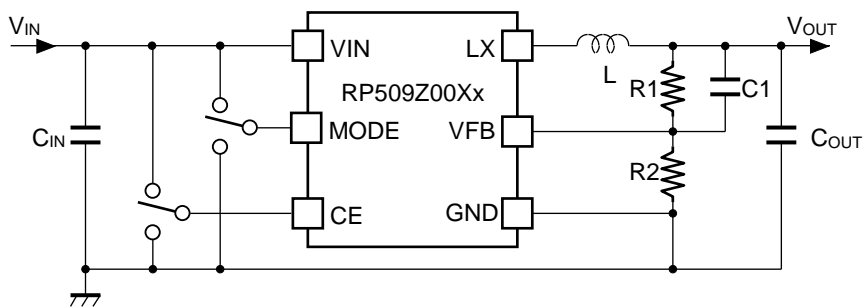 VIN
VOUT
VIN
LX
L
RP509Z00Xx
R1
C1
CIN
MODE
VFB
COUT
R2
CE
GND